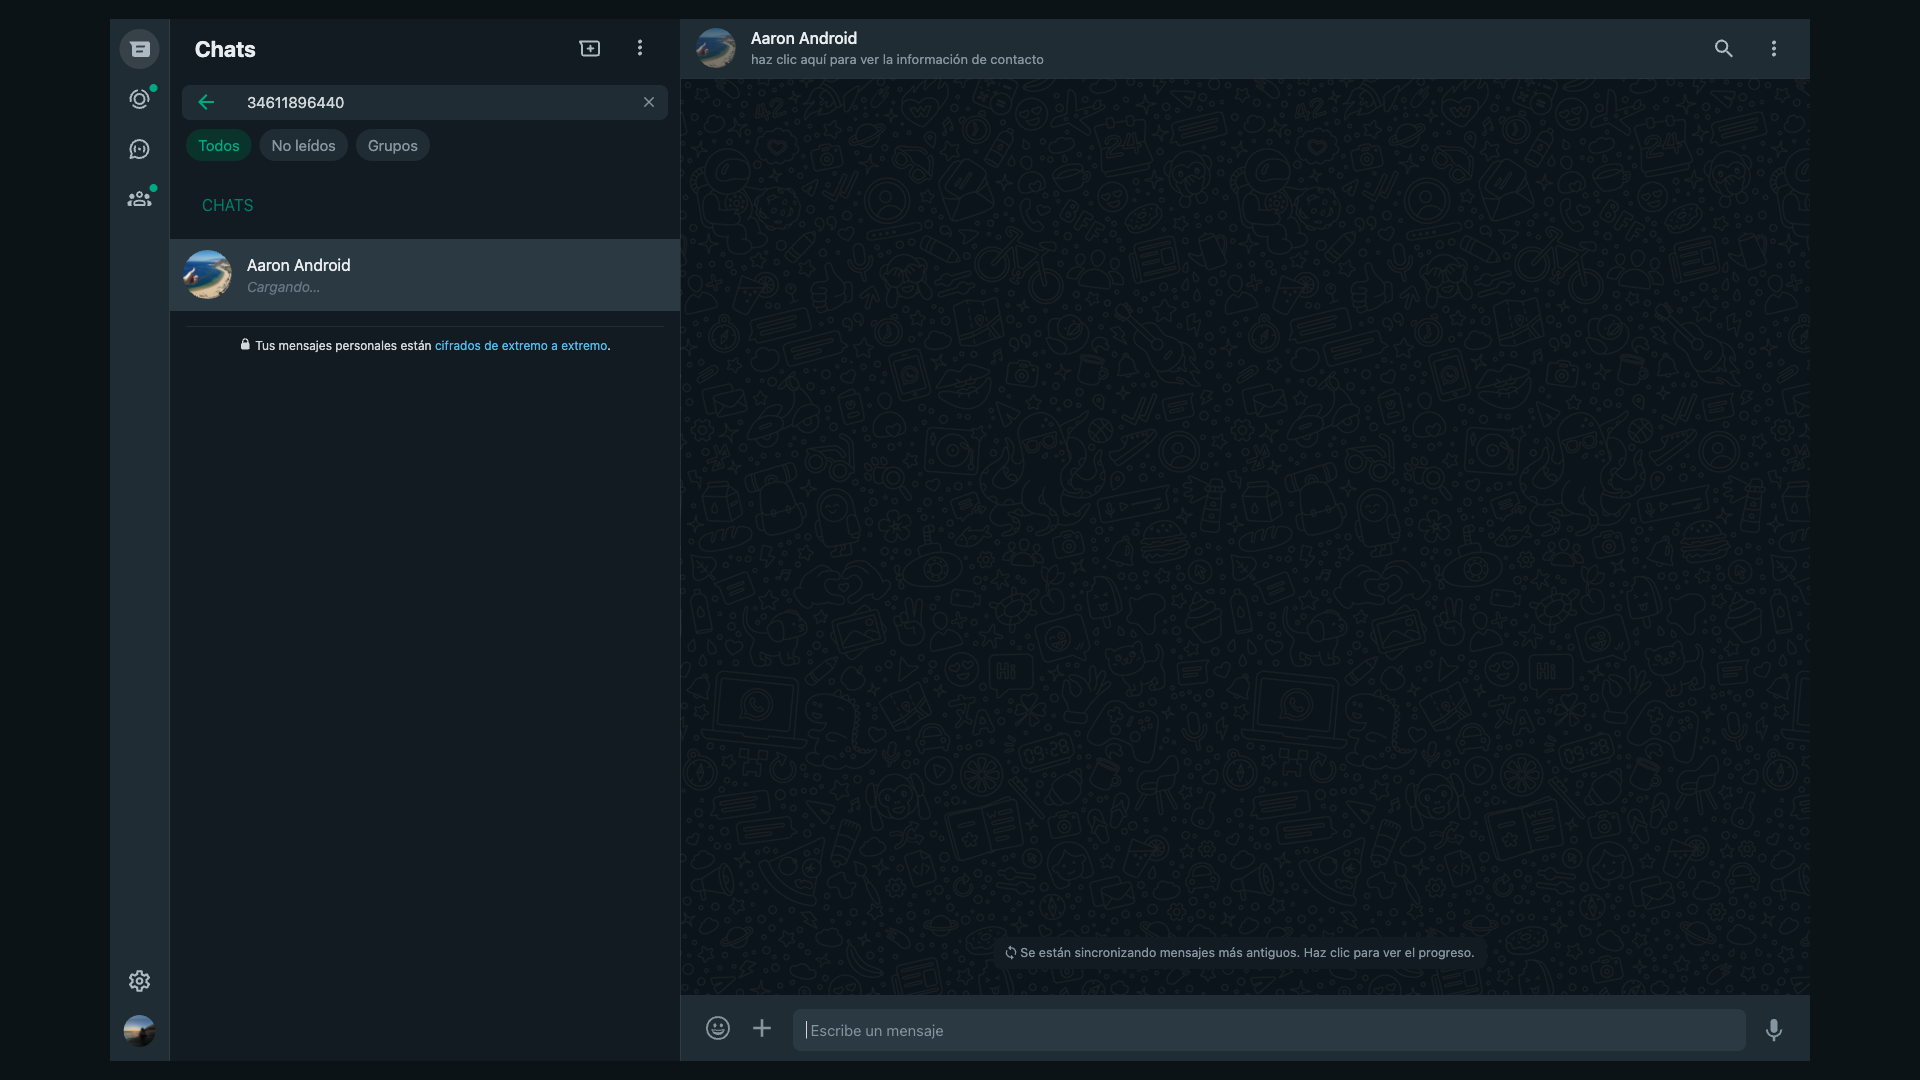 Chats
34611896440
Todos
No leídos
Grupos
CHATS
Aaron Android
Cargando...
Tus mensajes personales están cifrados de extremo a extremo.
Aaron Android
haz clic aquí para ver la información de contacto
Se están sincronizando mensajes más antiguos. Haz clic para ver el progreso.
Escribe un mensaje